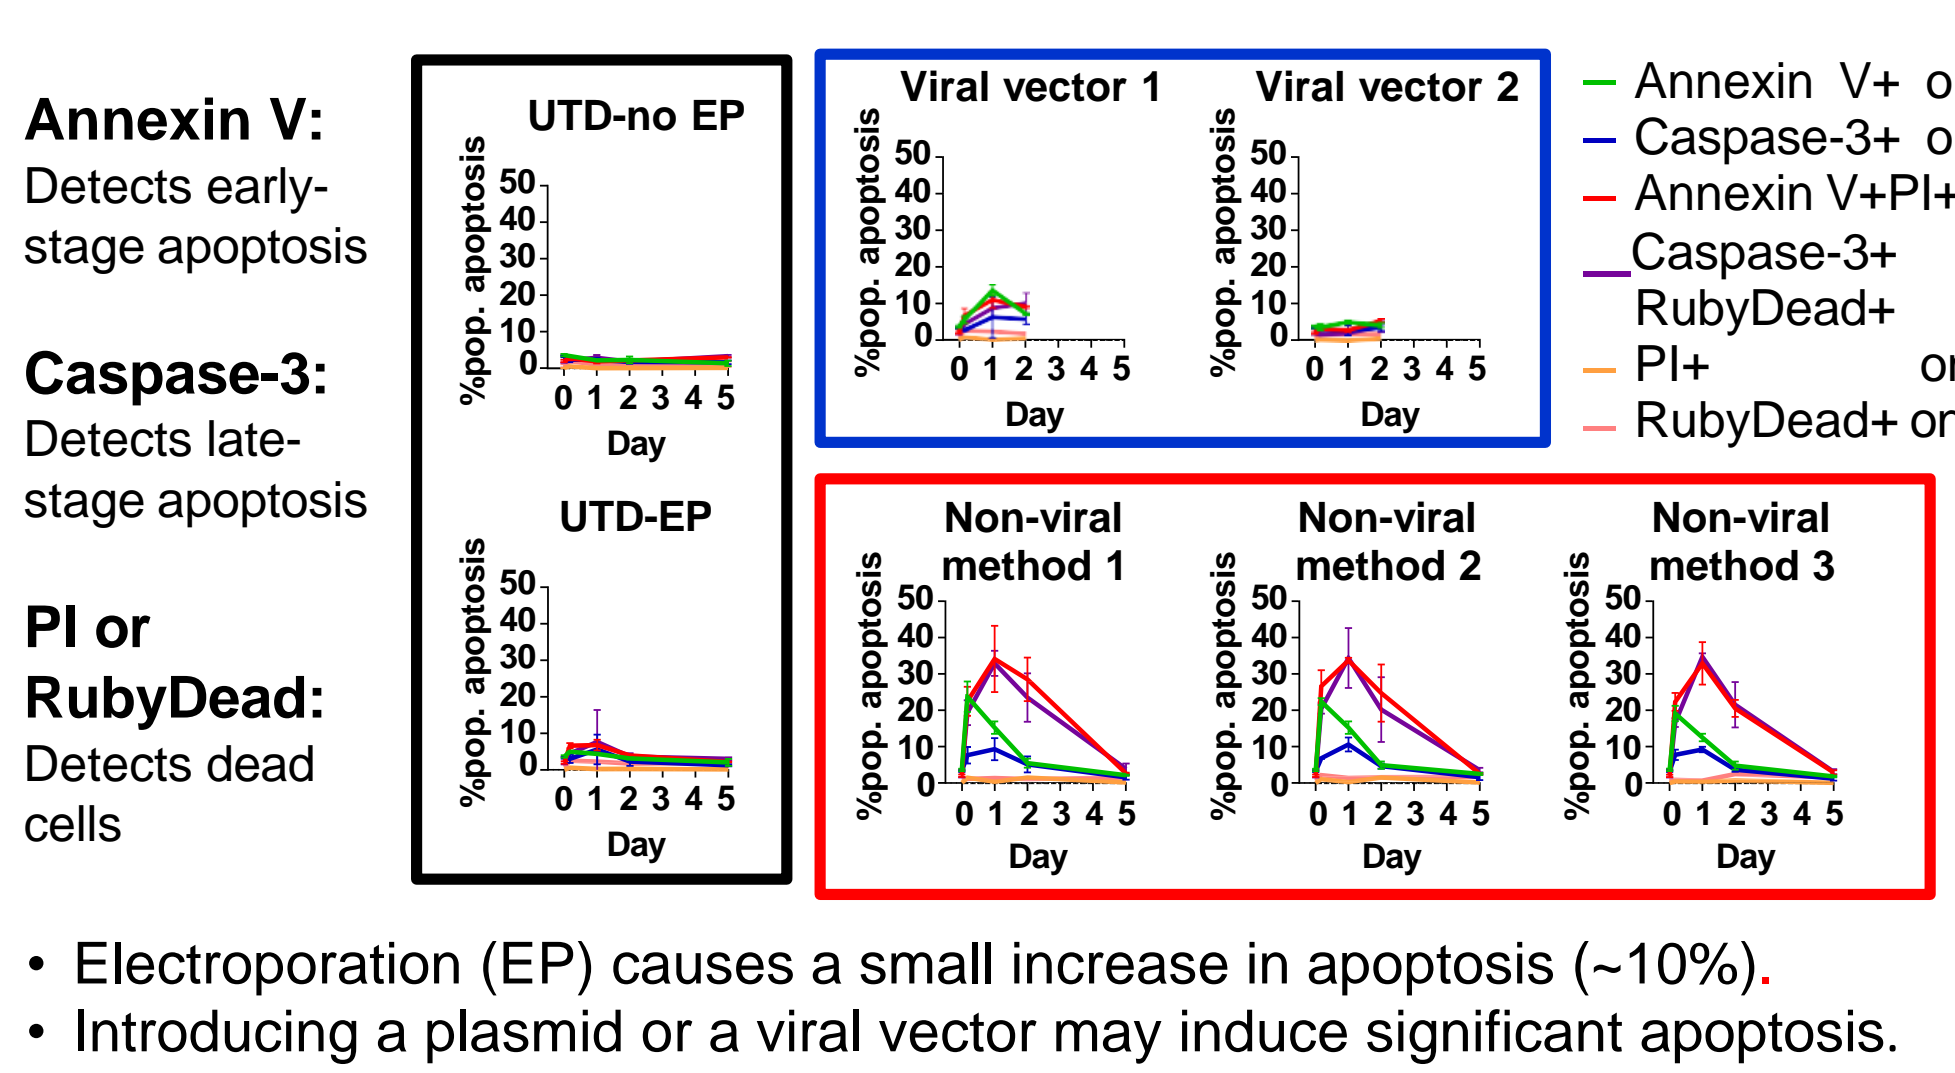 Annexin V:
Detects early-
stage apoptosis
Caspase-3:
Detects late-
stage apoptosis
PI or
RubyDead:
Detects dead
cells
UTD-no EP
%pop. apoptosis
50
40
30
20
10
0
0 1 2 3 4 5
Day
UTD-EP
%pop. apoptosis
50
40
30
20
10
0
0 1 2 3 4 5
Day
Viral vector 1
%pop. apoptosis
50
40
30
20
10
0
0 1 2 3 4 5
Day
Viral vector 2
%pop. apoptosis
50
40
30
20
10
0
0 1 2 3 4 5
Day
Annexin V+ o
Caspase-3+ o
Annexin V+PI+
Caspase-3+
RubyDead+
PI+ or
RubyDead+ on
Non-viral
method 1
%pop. apoptosis
50
40
30
20
10
0
0 1 2 3 4 5
Day
Non-viral
method 2
%pop. apoptosis
50
40
30
20
10
0
0 1 2 3 4 5
Day
Non-viral
method 3
%pop. apoptosis
50
40
30
20
10
0
0 1 2 3 4 5
Day
• Electroporation (EP) causes a small increase in apoptosis (~10%).
• Introducing a plasmid or a viral vector may induce significant apoptosis.